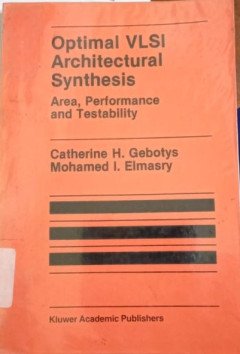 Optimal VLSI
Architectural
Synthesis
Area, Performance
and Testability
Catherine H. Gebotys
Mohamed I. Elmasry
Kluwer Academic Publishers